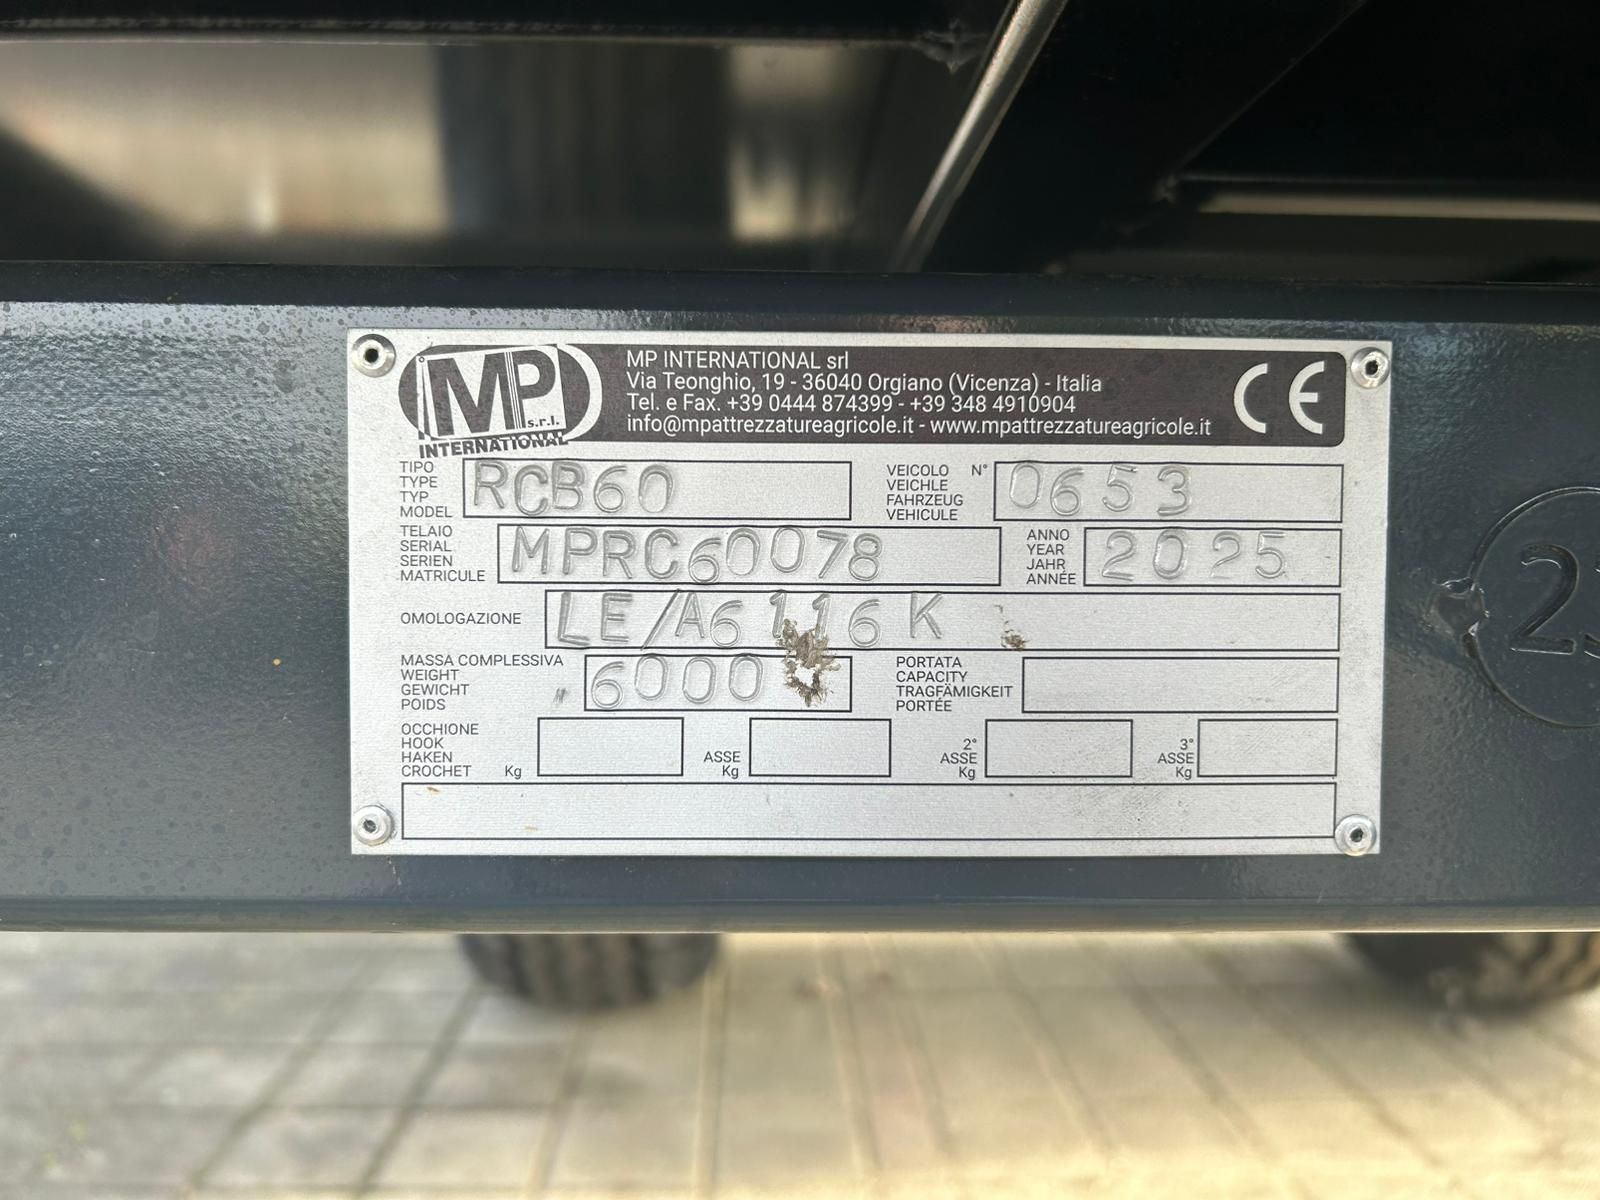 MP
s.r.l.
INTERNATIONAL
MP INTERNATIONAL srl
Via Teonghio, 19 - 36040 Orgiano (Vicenza) - Italia
Tel. e Fax. +39 0444 874399 - +39 348 4910904
info@mpattrezzatureagricole.it - www.mpattrezzatureagricole.it
CE
TIPO
TYPE
TYP
MODEL
RCB60
VEICOLO N°
VEICHLE
FAHRZEUG
VEHICULE
0653
TELAIO
SERIAL
SERIEN
MATRICULE
MPRC60078
ANNO
YEAR
JAHR
ANNÉE
2025
OMOLOGAZIONE
LE/A6116K
MASSA COMPLESSIVA
WEIGHT
GEWICHT
POIDS
6000
PORTATA
CAPACITY
TRAGFÄMIGKEIT
PORTÉE
OCCHIONE
HOOK
HAKEN
CROCHET Kg
ASSE
Kg
2°
ASSE
Kg
3°
ASSE
Kg